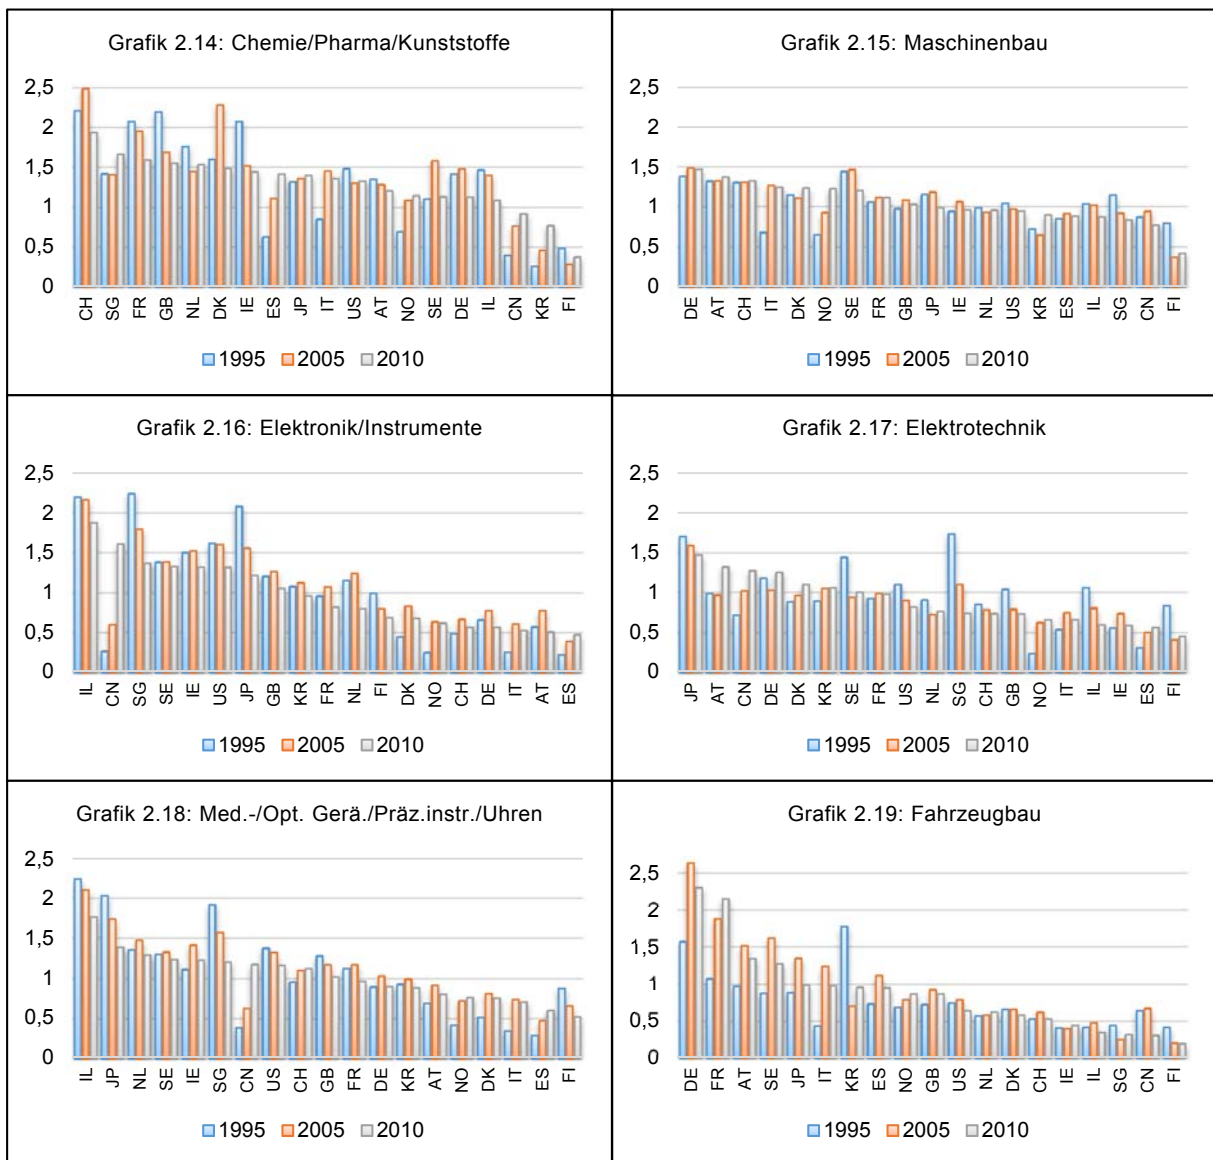 Grafik 2.14: Chemie/Pharma/Kunststoffe
2,5
2
1,5
1
0,5
0
CH SG FR GB NL DK IE ES JP IT US AT NO SE DE IL CN KR FI
1995 2005 2010
Grafik 2.15: Maschinenbau
2,5
2
1,5
1
0,5
0
DE AT CH IT DK NO SE FR GB JP IE NL US KR ES IL SG CN FI
1995 2005 2010
Grafik 2.16: Elektronik/Instrumente
2,5
2
1,5
1
0,5
0
IL CN SG SE IE US JP GB KR FR NL FI DK NO CH DE IT AT ES
1995 2005 2010
Grafik 2.17: Elektrotechnik
2,5
2
1,5
1
0,5
0
JP AT CN DE DK KR SE FR US NL SG CH GB NO IT IL IE ES FI
1995 2005 2010
Grafik 2.18: Med.-/Opt. Gerä./Präz.instr./Uhren
2,5
2
1,5
1
0,5
0
IL JP NL SE IE SG CN US CH GB FR DE KR AT NO DK IT ES FI
1995 2005 2010
Grafik 2.19: Fahrzeugbau
2,5
2
1,5
1
0,5
0
DE FR AT SE JP IT KR ES NO GB US NL DK CH IE IL SG CN FI
1995 2005 2010